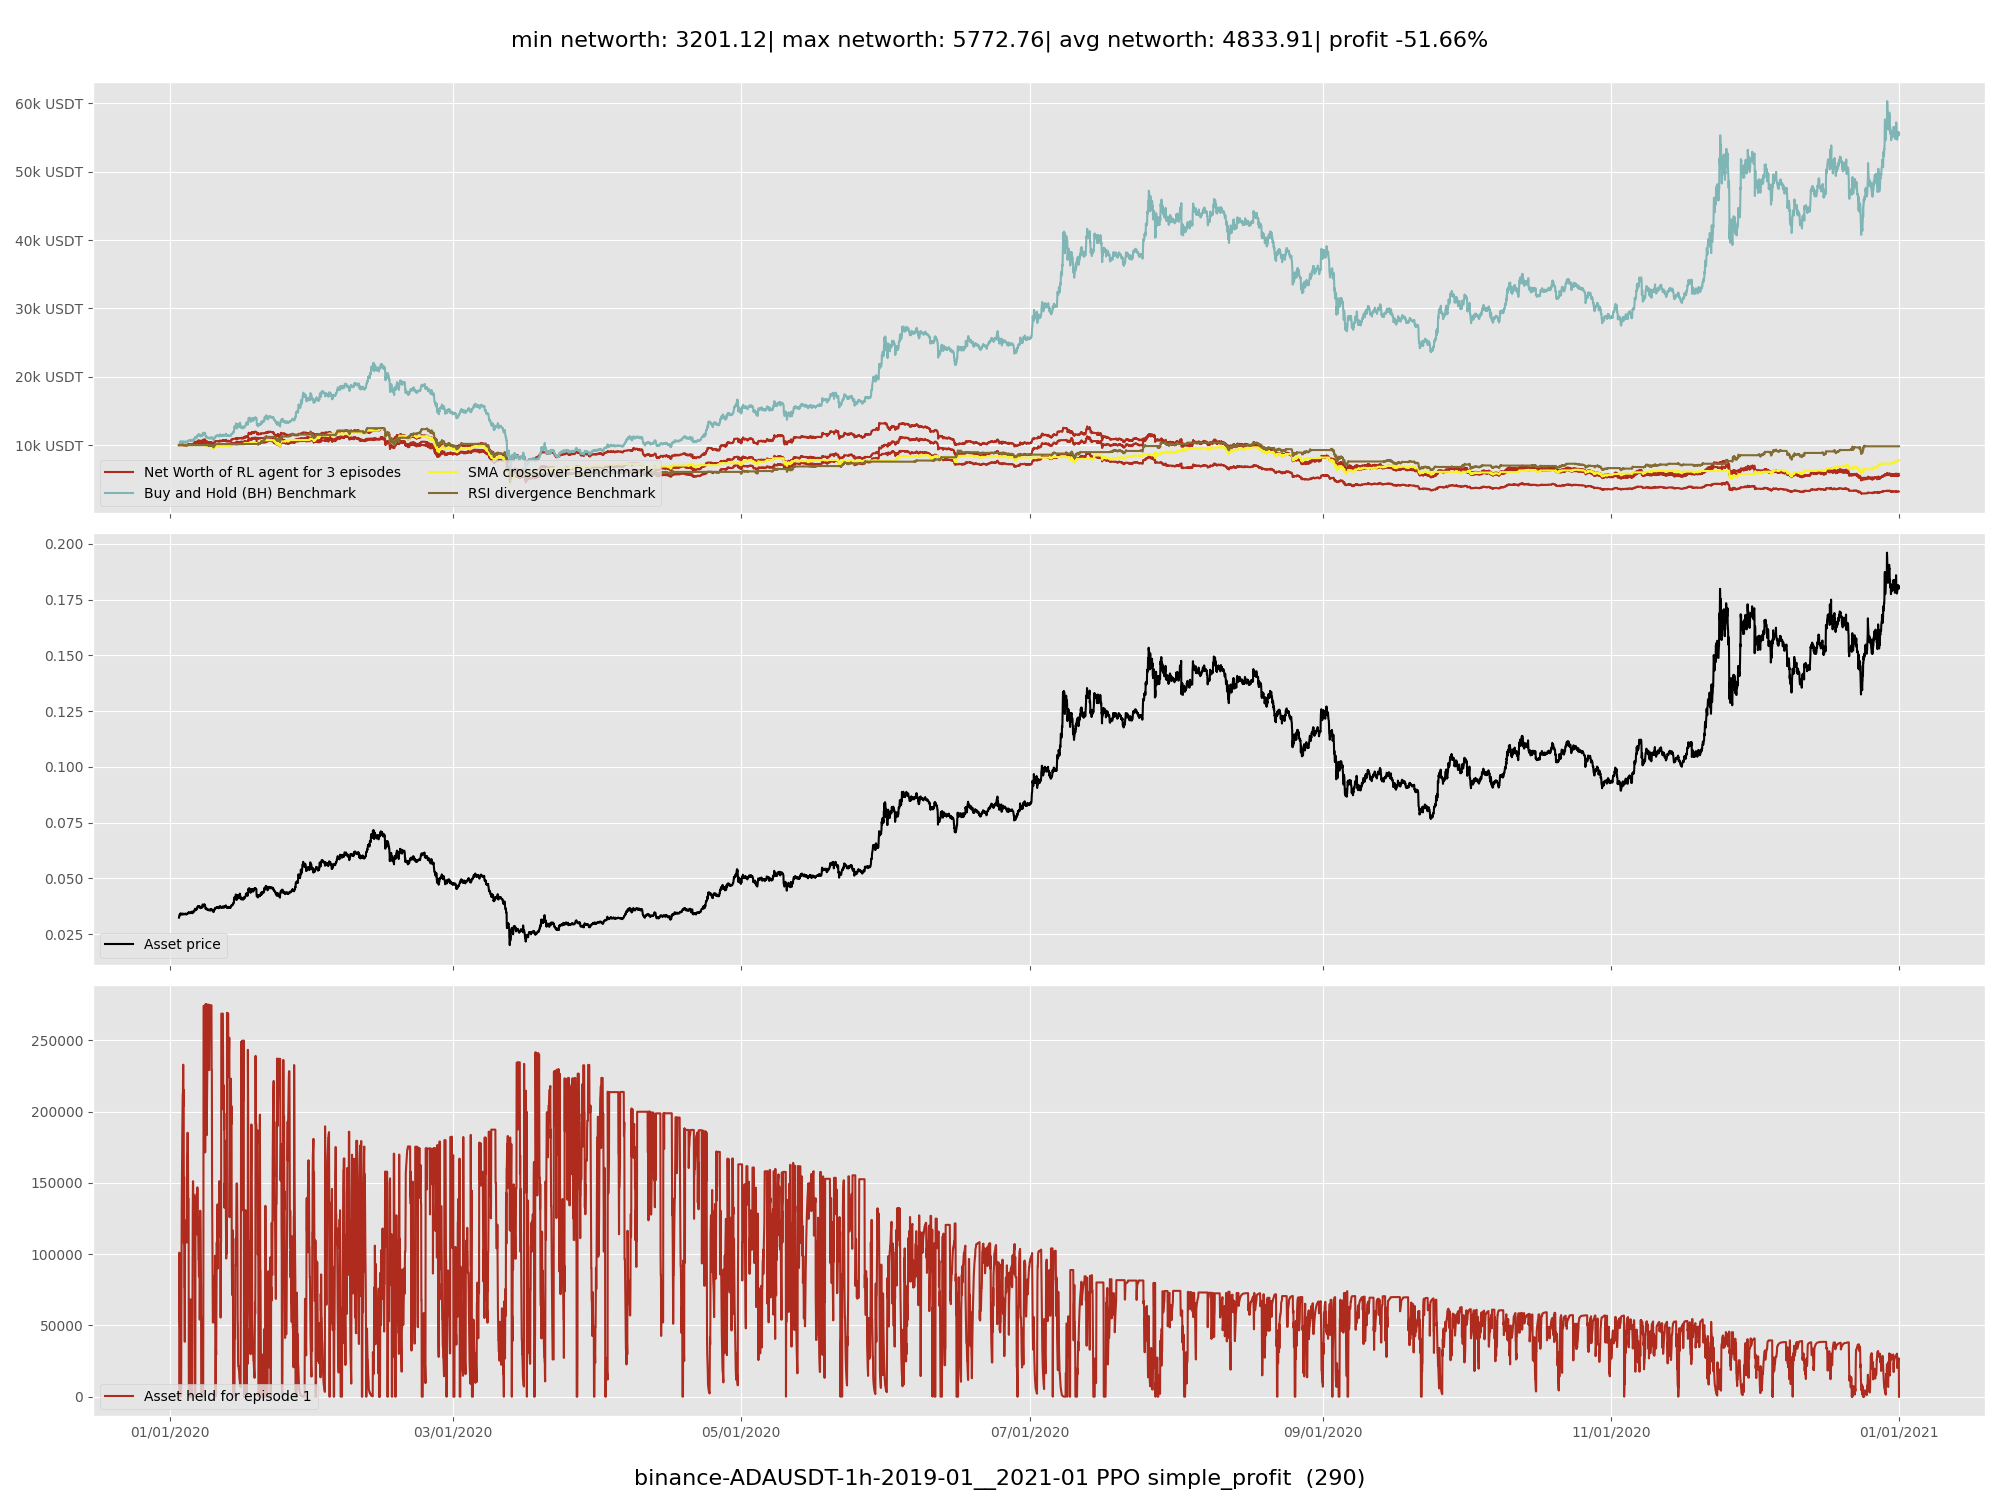 min networth: 3201.12| max networth: 5772.76| avg networth: 4833.91| profit -51.66%
60k USDT
50k USDT
40k USDT
30k USDT
20k USDT
10k USDT
Net Worth of RL agent for 3 episodes
Buy and Hold (BH) Benchmark
SMA crossover Benchmark
RSI divergence Benchmark
0.200
0.175
0.150
0.125
0.100
0.075
0.050
0.025
Asset price
250000
200000
150000
100000
50000
0
Asset held for episode 1
01/01/2020
03/01/2020
05/01/2020
07/01/2020
09/01/2020
11/01/2020
01/01/2021
binance-ADAUSDT-1h-2019-01__2021-01 PPO simple_profit  (290)